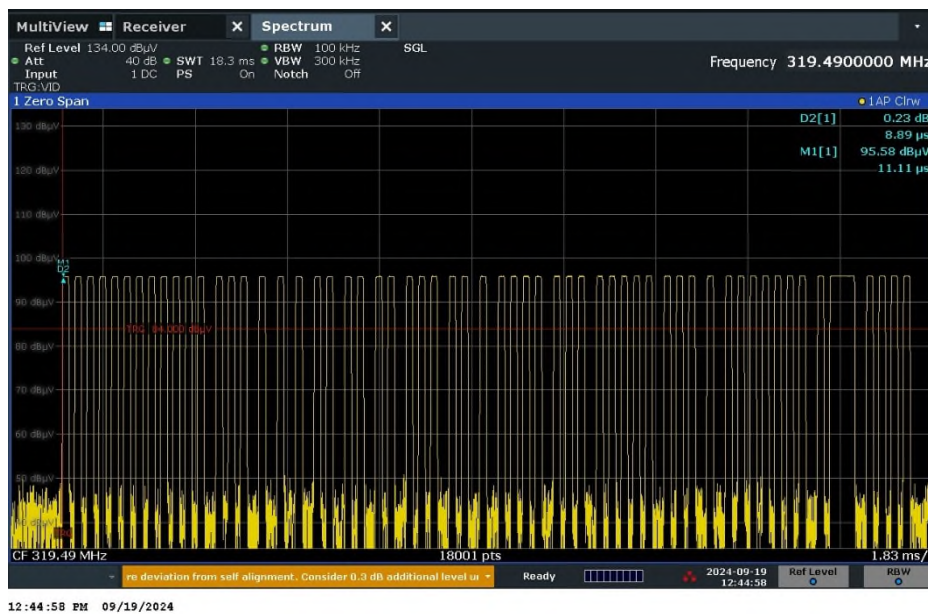 MultiView Receiver X Spectrum X
Ref Level 134.00 dBµV RBW 100 kHz SGL
Att 40 dB SWT 18.3 ms VBW 300 kHz
Input 1 DC PS On Notch Off Frequency 319.4900000 MHz
TRG:VID
1 Zero Span 1AP Clrw
D2[1] 0.23 dB
8.89 µs
M1[1] 95.58 dBµV
11.11 µs
130 dBµV
120 dBµV
110 dBµV
100 dBµV
M1
D2
90 dBµV
TRG 84.000 dBµV
80 dBµV
70 dBµV
60 dBµV
50 dBµV
TRG
CF 319.49 MHz 18001 pts 1.83 ms/
re deviation from self alignment. Consider 0.3 dB additional level Ready 2024-09-19 Ref Level RBW
12:44:58
12:44:58 PM 09/19/2024